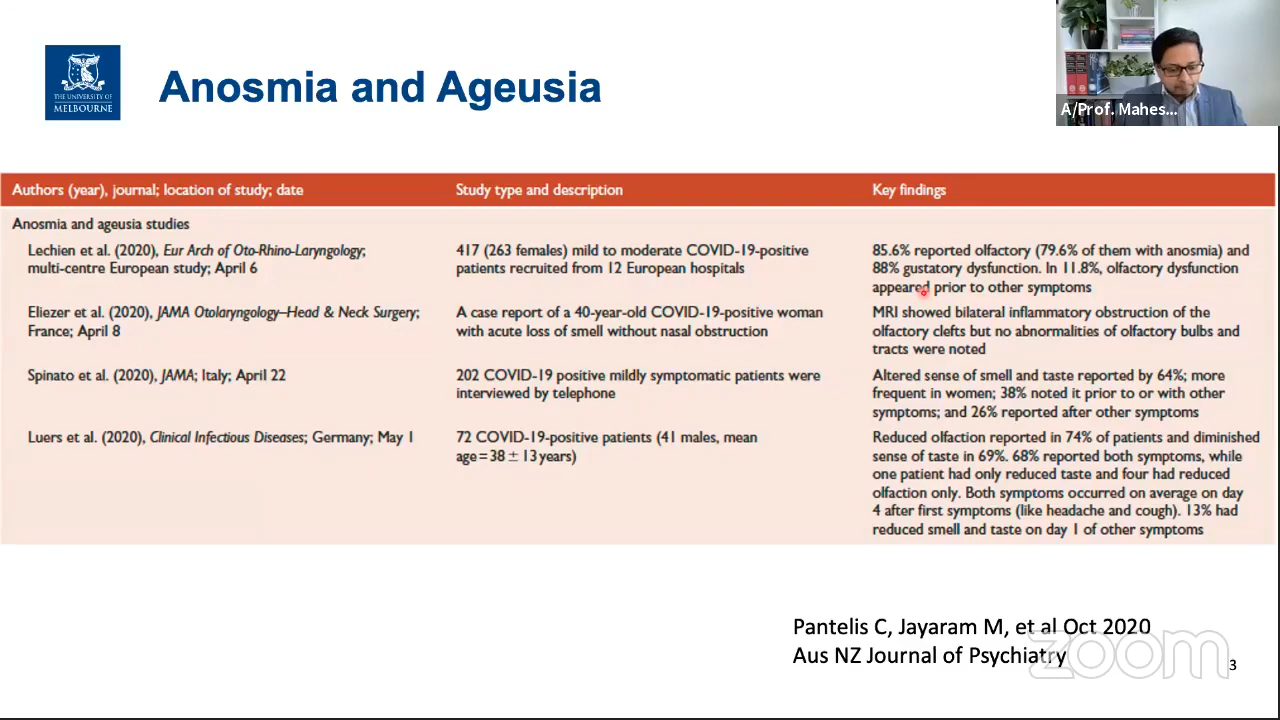 THE UNIVERSITY OF
MELBOURNE
Anosmia and Ageusia
A/Prof. Mahes...
Authors (year), journal; location of study; date
Study type and description
Key findings
Anosmia and ageusia studies
Lechien et al. (2020), Eur Arch of Oto-Rhino-Laryngology;
multi-centre European study; April 6
417 (263 females) mild to moderate COVID-19-positive
patients recruited from 12 European hospitals
85.6% reported olfactory (79.6% of them with anosmia) and
88% gustatory dysfunction. In 11.8%, olfactory dysfunction
appeared prior to other symptoms
Eliezer et al. (2020), JAMA Otolaryngology–Head & Neck Surgery;
France; April 8
A case report of a 40-year-old COVID-19-positive woman
with acute loss of smell without nasal obstruction
MRI showed bilateral inflammatory obstruction of the
olfactory clefts but no abnormalities of olfactory bulbs and
tracts were noted
Spinato et al. (2020), JAMA; Italy; April 22
202 COVID-19 positive mildly symptomatic patients were
interviewed by telephone
Altered sense of smell and taste reported by 64%; more
frequent in women; 38% noted it prior to or with other
symptoms; and 26% reported after other symptoms
Luers et al. (2020), Clinical Infectious Diseases; Germany; May 1
72 COVID-19-positive patients (41 males, mean
age = 38 ± 13 years)
Reduced olfaction reported in 74% of patients and diminished
sense of taste in 69%. 68% reported both symptoms, while
one patient had only reduced taste and four had reduced
olfaction only. Both symptoms occurred on average on day
4 after first symptoms (like headache and cough). 13% had
reduced smell and taste on day 1 of other symptoms
Pantelis C, Jayaram M, et al Oct 2020
Aus NZ Journal of Psychiatry
zoom
3